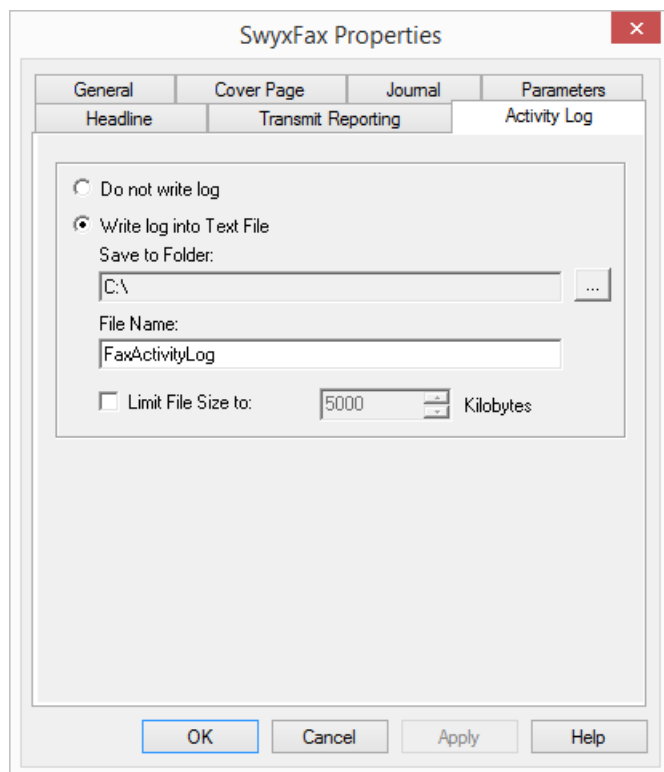 SwyxFax Properties
General Cover Page Journal Parameters
Headline Transmit Reporting Activity Log
Do not write log
Write log into Text File
Save to Folder:
C:\
...
File Name:
FaxActivityLog
Limit File Size to: 5000 Kilobytes
OK Cancel Apply Help